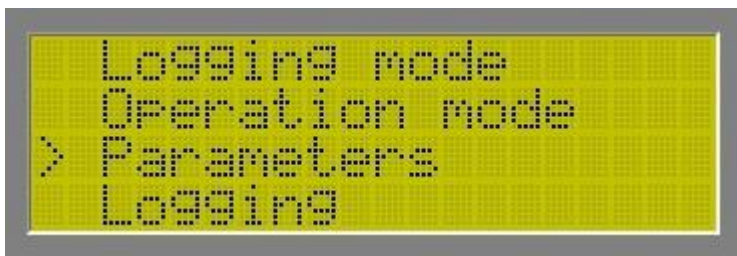 Logging mode
Operation mode
> Parameters
Logging